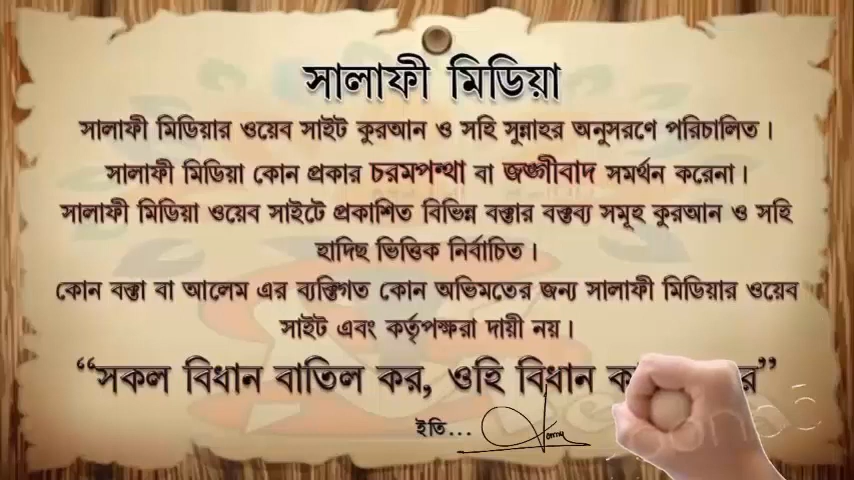 সালাফী মিডিয়া
সালাফী মিডিয়ার ওয়েব সাইট কুরআন ও সহি সুন্নাহর অনুসরণে পরিচালিত।
সালাফী মিডিয়া কোন প্রকার চরমপন্থা বা জঙ্গীবাদ সমর্থন করেনা।
সালাফী মিডিয়া ওয়েব সাইটে প্রকাশিত বিভিন্ন বক্তার বক্তব্য সমূহ কুরআন ও সহি
হাদিছ ভিত্তিক নির্বাচিত।
কোন বক্তা বা আলেম এর ব্যক্তিগত কোন অভিমতের জন্য সালাফী মিডিয়ার ওয়েব
সাইট এবং কর্তৃপক্ষরা দায়ী নয়।
“সকল বিধান বাতিল কর, ওহি বিধান
ইতি...